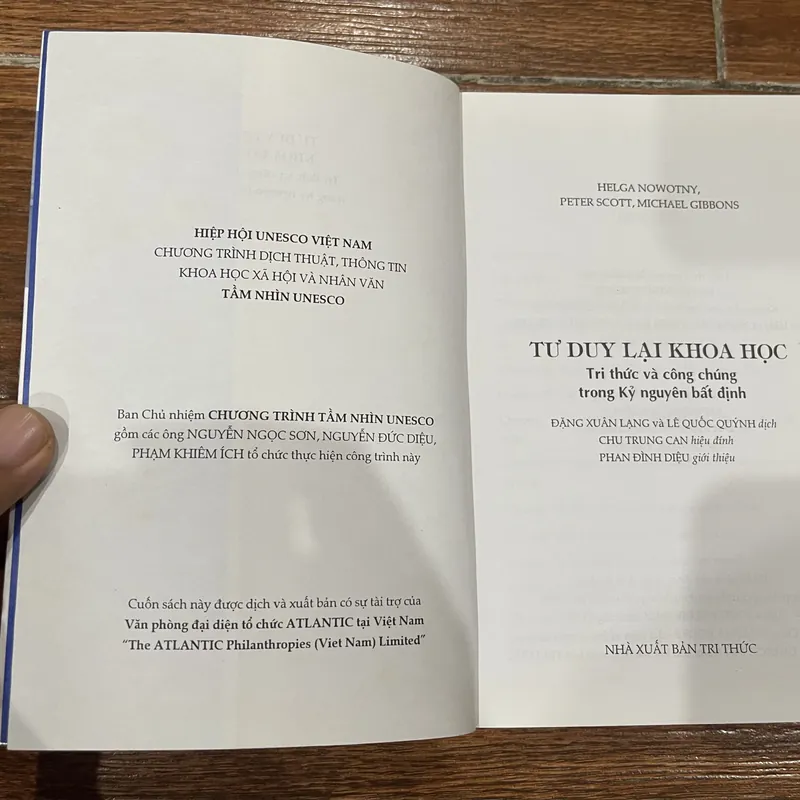 HIỆP HỘI UNESCO VIỆT NAM
CHƯƠNG TRÌNH DỊCH THUẬT, THÔNG TIN
KHOA HỌC XÃ HỘI VÀ NHÂN VĂN
TẦM NHÌN UNESCO
Ban Chủ nhiệm CHƯƠNG TRÌNH TẦM NHÌN UNESCO
gồm các ông NGUYỄN NGỌC SƠN, NGUYỄN ĐỨC DIỆU,
PHẠM KHIÊM ÍCH tổ chức thực hiện công trình này
Cuốn sách này được dịch và xuất bản có sự tài trợ của
Văn phòng đại diện tổ chức ATLANTIC tại Việt Nam
“The ATLANTIC Philanthropies (Viet Nam) Limited”
HELGA NOWOTNY,
PETER SCOTT, MICHAEL GIBBONS
TƯ DUY LẠI KHOA HỌC
Tri thức và công chúng
trong Kỷ nguyên bất định
ĐẶNG XUÂN LẠNG và LÊ QUỐC QUÝNH dịch
CHU TRUNG CAN hiệu đính
PHAN ĐÌNH DIỆU giới thiệu
NHÀ XUẤT BẢN TRI THỨC